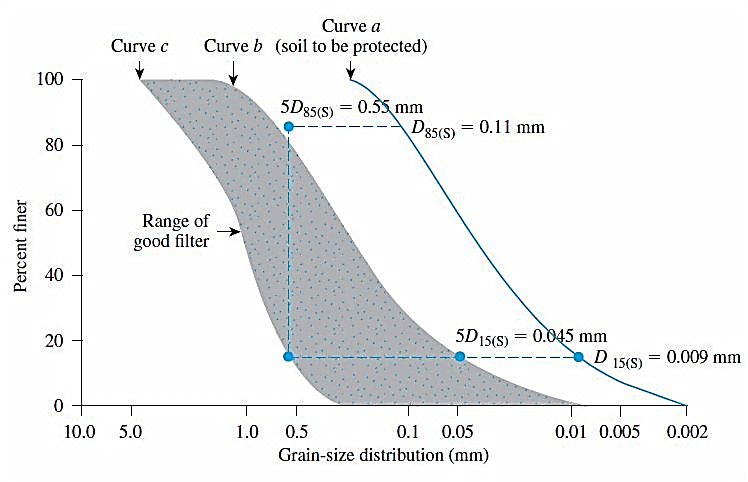 Curve a
Curve c
Curve b (soil to be protected)
100
5D85(S) = 0.55 mm
D85(S) = 0.11 mm
80
60
Range of
good filter
Percent finer
40
20
5D15(S) = 0.045 mm
D 15(S) = 0.009 mm
0
10.0 5.0 1.0 0.5 0.1 0.05 0.01 0.005 0.002
Grain-size distribution (mm)